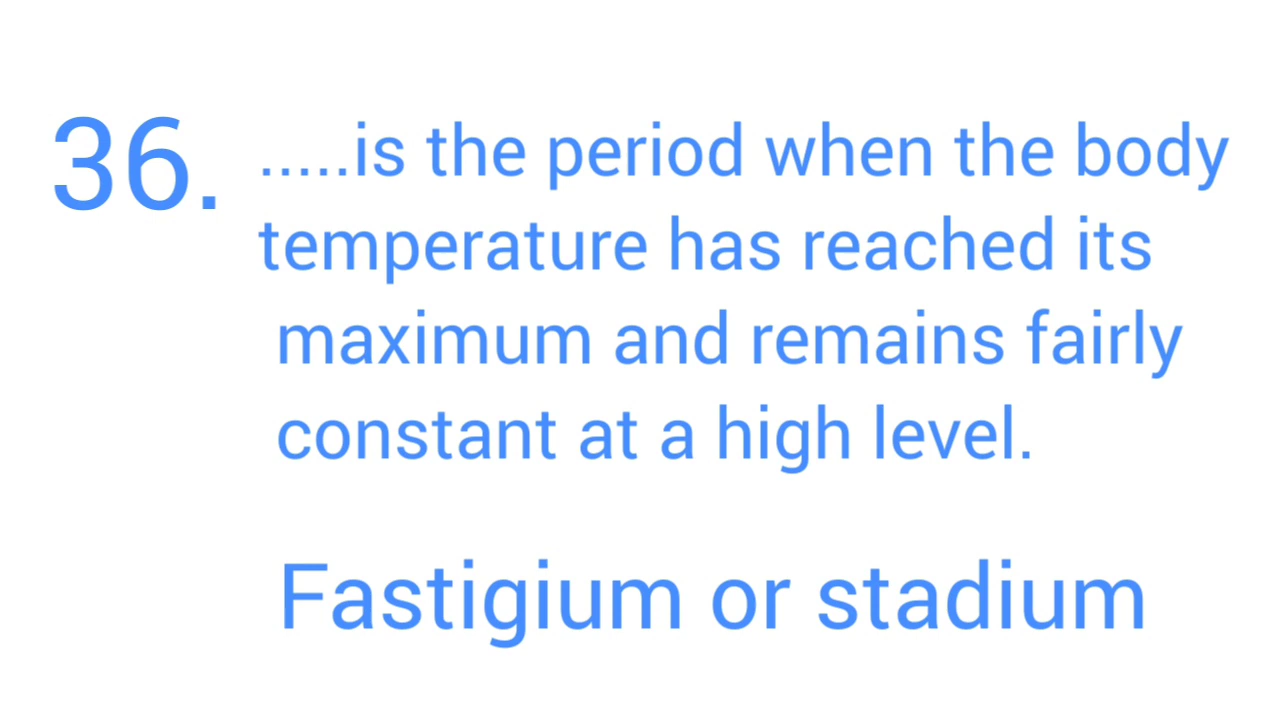 36. .....is the period when the body
temperature has reached its
maximum and remains fairly
constant at a high level.
Fastigium or stadium